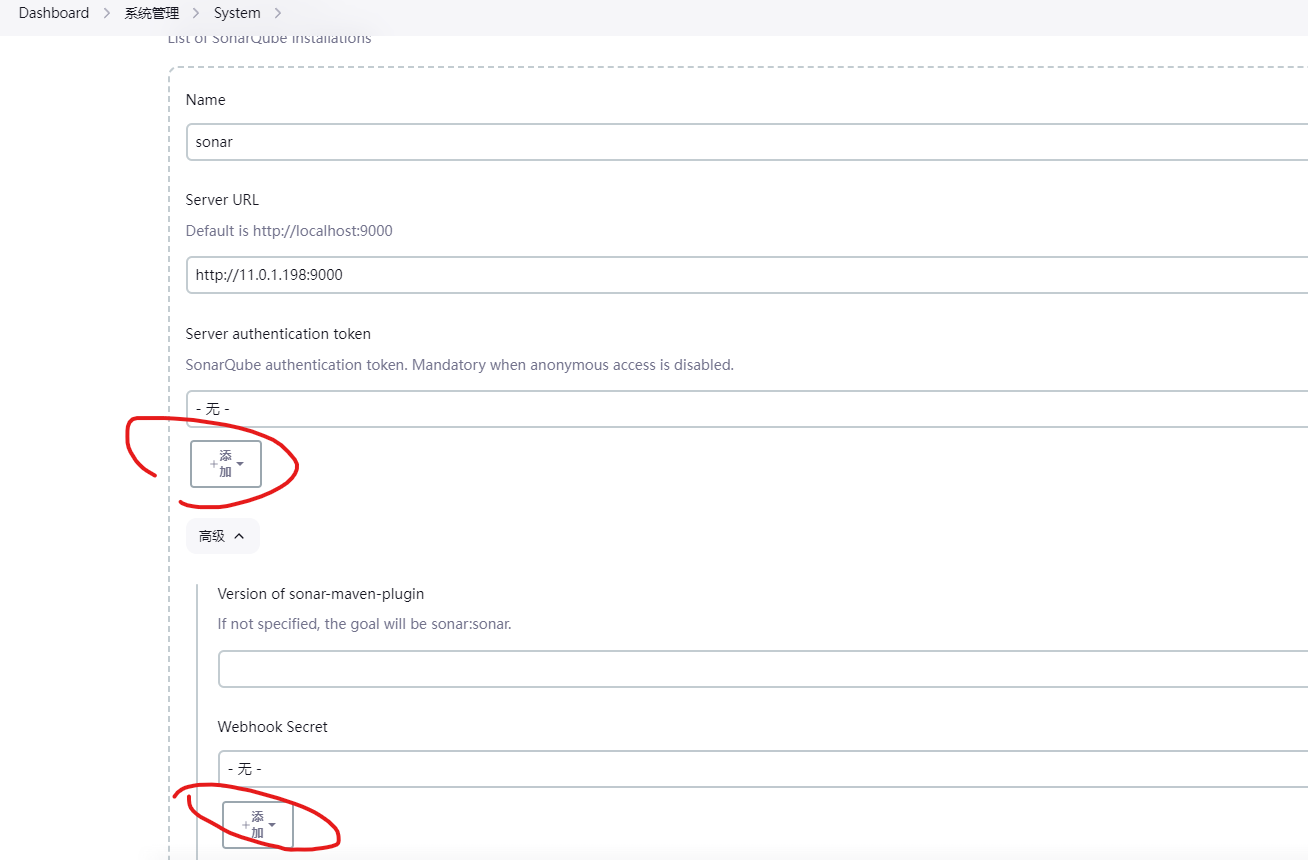 Dashboard > 系统管理 > System >
List of SonarQube Installations
Name
sonar
Server URL
Default is http://localhost:9000
http://11.0.1.198:9000
Server authentication token
SonarQube authentication token. Mandatory when anonymous access is disabled.
- 无 -
+添加
高级
Version of sonar-maven-plugin
If not specified, the goal will be sonar:sonar.
Webhook Secret
- 无 -
+添加